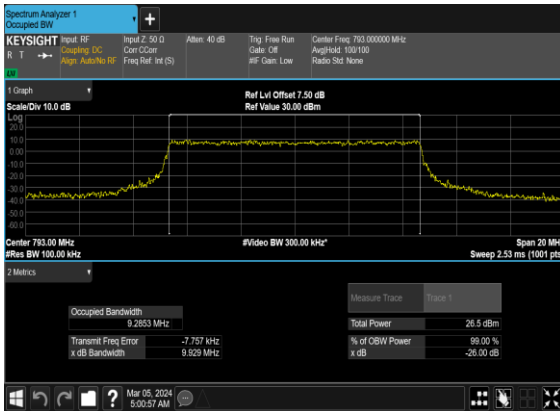 Spectrum Analyzer 1
Occupied BW
+
KEYSIGHT Input: RF Input Z: 50 Ω Atten: 40 dB Trig: Free Run Center Freq: 793.000000 MHz
R T Coupling: DC Corr CCorr Gate: Off Avg|Hold: 100/100
Align: Auto/No RF Freq Ref: Int (S) #IF Gain: Low Radio Std: None
1 Graph
Ref Lvl Offset 7.50 dB
Scale/Div 10.0 dB Ref Value 30.00 dBm
Log
20.0
10.0
0.00
-10.0
-20.0
-30.0
-40.0
-50.0
-60.0
Center 793.00 MHz #Video BW 300.00 kHz* Span 20 MH
#Res BW 100.00 kHz Sweep 2.53 ms (1001 pts
2 Metrics
Measure Trace Trace 1
Occupied Bandwidth
9.2853 MHz Total Power 26.5 dBm
Transmit Freq Error -7.757 kHz % of OBW Power 99.00 %
x dB Bandwidth 9.929 MHz x dB -26.00 dB
? Mar 05, 2024
5:00:57 AM